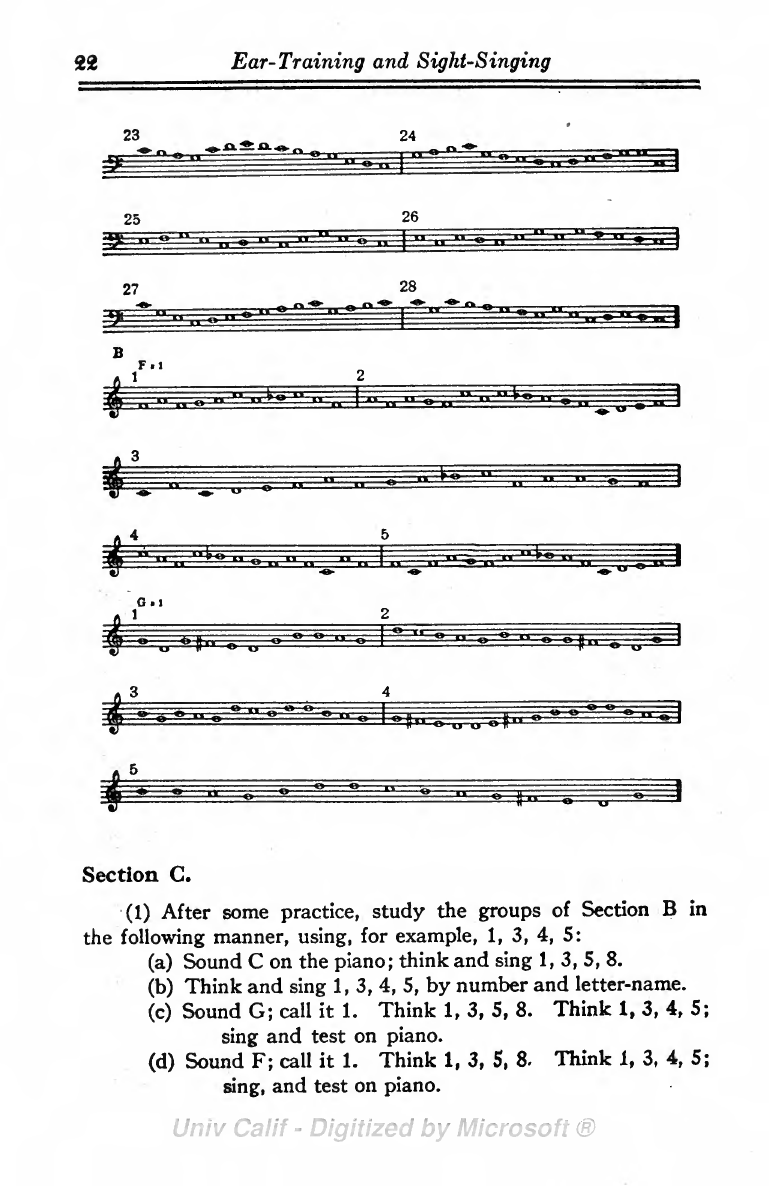 22 Ear-Training and Sight-Singing
23 24
25 26
27 28
B
F = 1
1 2
3
4 5
G = 1
1 2
3 4
5
Section C.
(1) After some practice, study the groups of Section B in
the following manner, using, for example, 1, 3, 4, 5:
(a) Sound C on the piano; think and sing 1, 3, 5, 8.
(b) Think and sing 1, 3, 4, 5, by number and letter-name.
(c) Sound G; call it 1. Think 1, 3, 5, 8. Think 1, 3, 4, 5;
sing and test on piano.
(d) Sound F; call it 1. Think 1, 3, 5, 8. Think 1, 3, 4, 5;
sing, and test on piano.
Univ Calif - Digitized by Microsoft ®